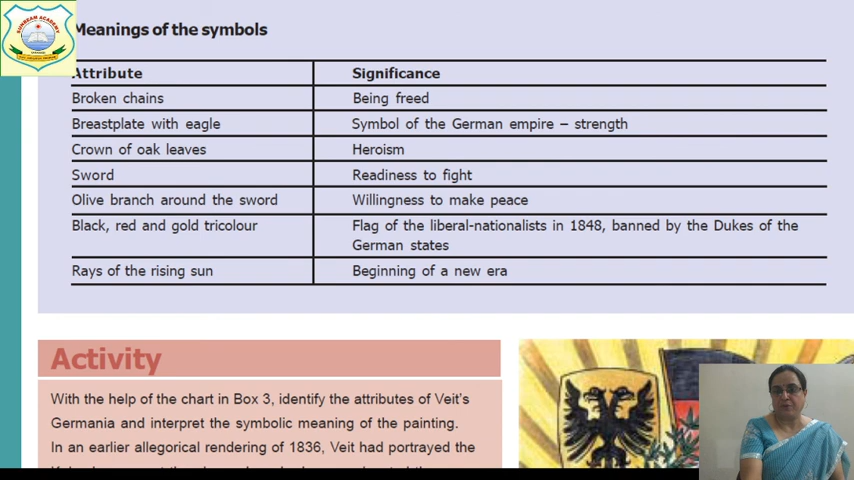 SUNBEAM ACADEMY
Meanings of the symbols
Attribute
Significance
Broken chains
Being freed
Breastplate with eagle
Symbol of the German empire – strength
Crown of oak leaves
Heroism
Sword
Readiness to fight
Olive branch around the sword
Willingness to make peace
Black, red and gold tricolour
Flag of the liberal-nationalists in 1848, banned by the Dukes of the
German states
Rays of the rising sun
Beginning of a new era
Activity
With the help of the chart in Box 3, identify the attributes of Veit's
Germania and interpret the symbolic meaning of the painting.
In an earlier allegorical rendering of 1836, Veit had portrayed the